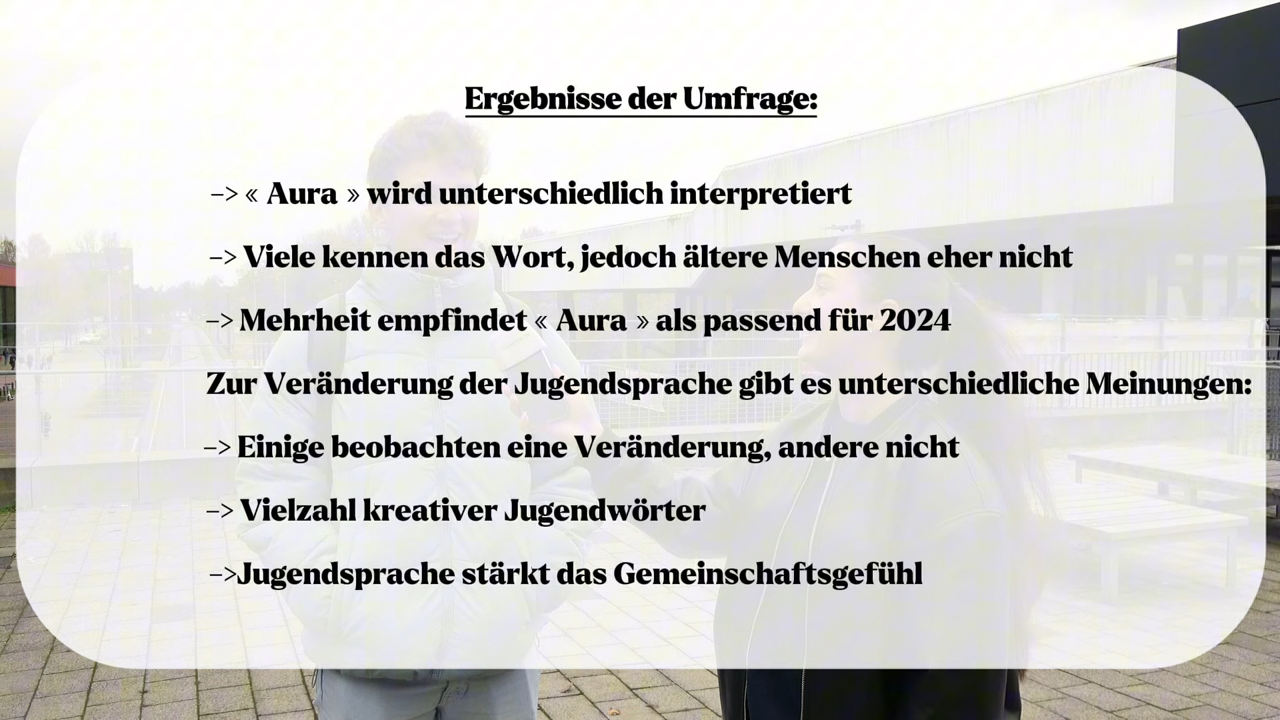 Ergebnisse der Umfrage:
–> « Aura » wird unterschiedlich interpretiert
–> Viele kennen das Wort, jedoch ältere Menschen eher nicht
–> Mehrheit empfindet « Aura » als passend für 2024
Zur Veränderung der Jugendsprache gibt es unterschiedliche Meinungen:
–> Einige beobachten eine Veränderung, andere nicht
–> Vielzahl kreativer Jugendwörter
–>Jugendsprache stärkt das Gemeinschaftsgefühl